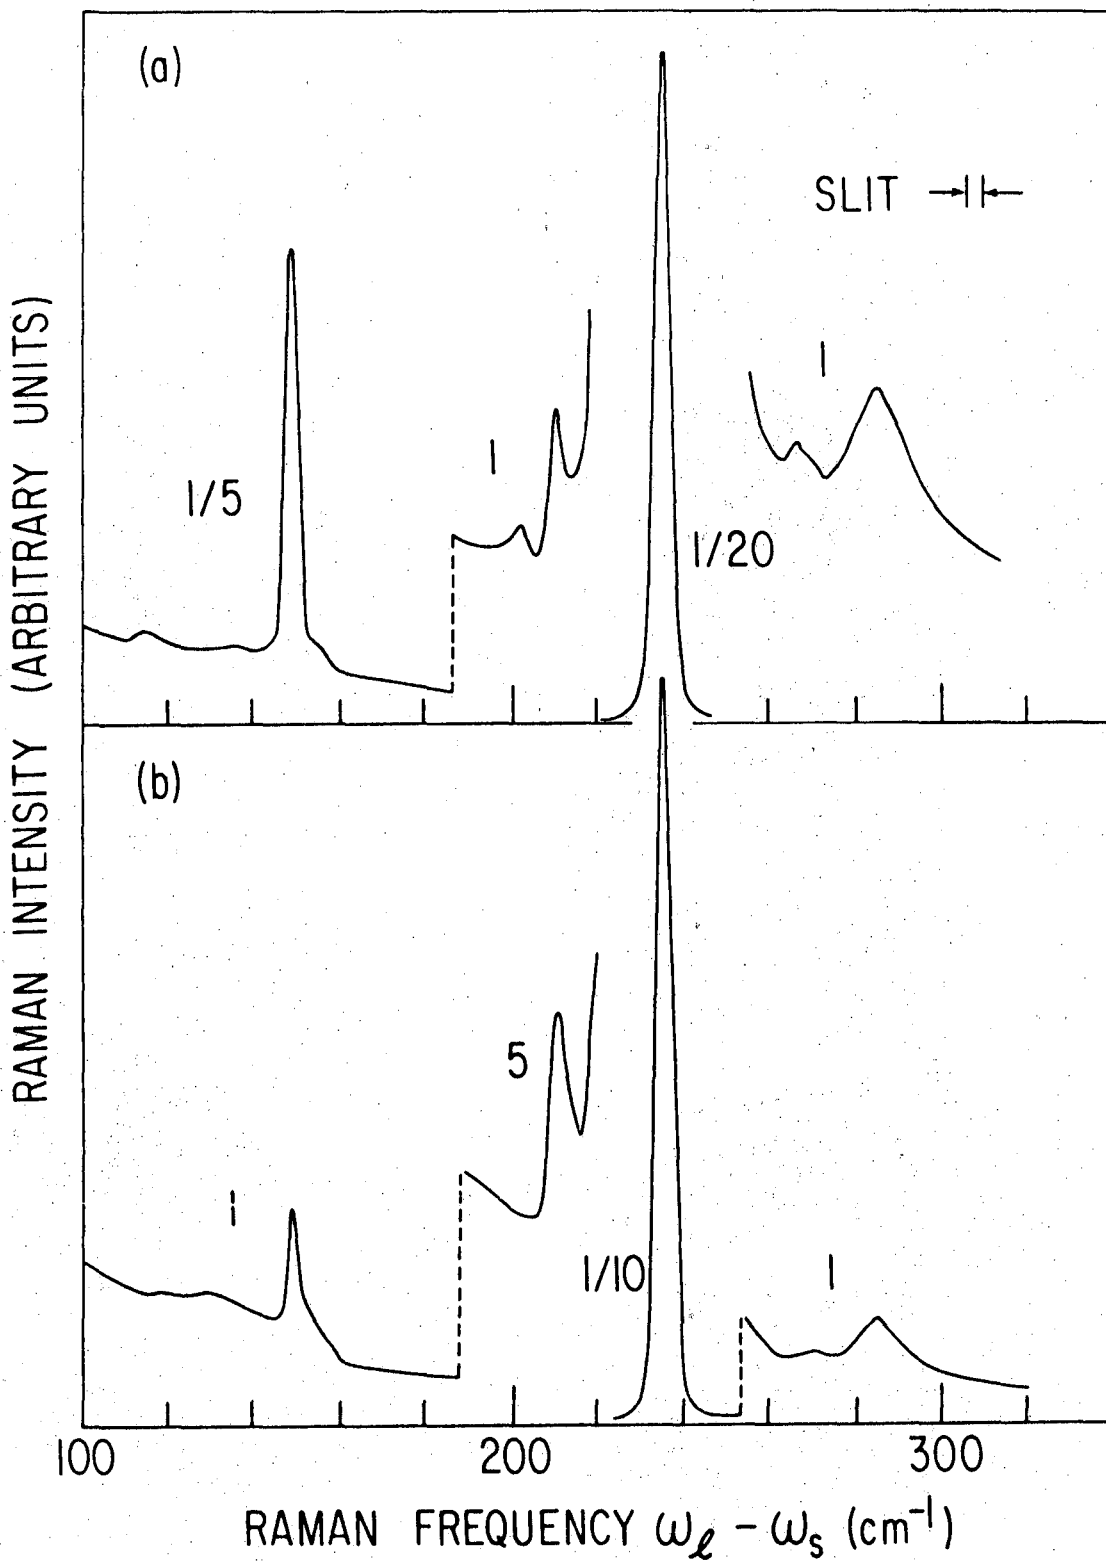 RAMAN INTENSITY (ARBITRARY UNITS)
(a)
SLIT
1/5
1
1/20
1
(b)
1
5
1/10
1
100 200 300
RAMAN FREQUENCY ωℓ - ωs (cm⁻¹)